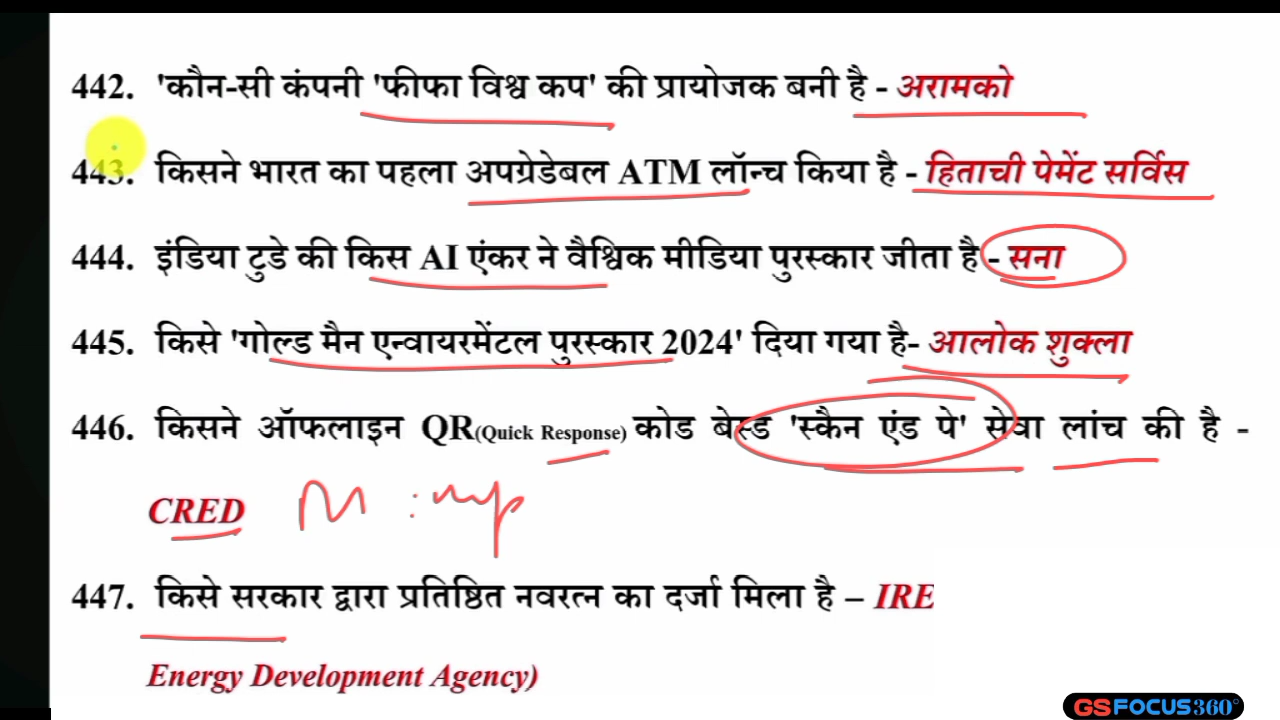 442. 'कौन-सी कंपनी 'फीफा विश्व कप' की प्रायोजक बनी है - अरामको
443. किसने भारत का पहला अपग्रेडेबल ATM लॉन्च किया है - हिताची पेमेंट सर्विस
444. इंडिया टुडे की किस AI एंकर ने वैश्विक मीडिया पुरस्कार जीता है - सना
445. किसे 'गोल्ड मैन एन्वायरमेंटल पुरस्कार 2024' दिया गया है- आलोक शुक्ला
446. किसने ऑफलाइन QR(Quick Response) कोड बेस्ड 'स्कैन एंड पे' सेवा लांच की है -
CRED
447. किसे सरकार द्वारा प्रतिष्ठित नवरत्न का दर्जा मिला है – IRE
Energy Development Agency)
GSFOCUS360°